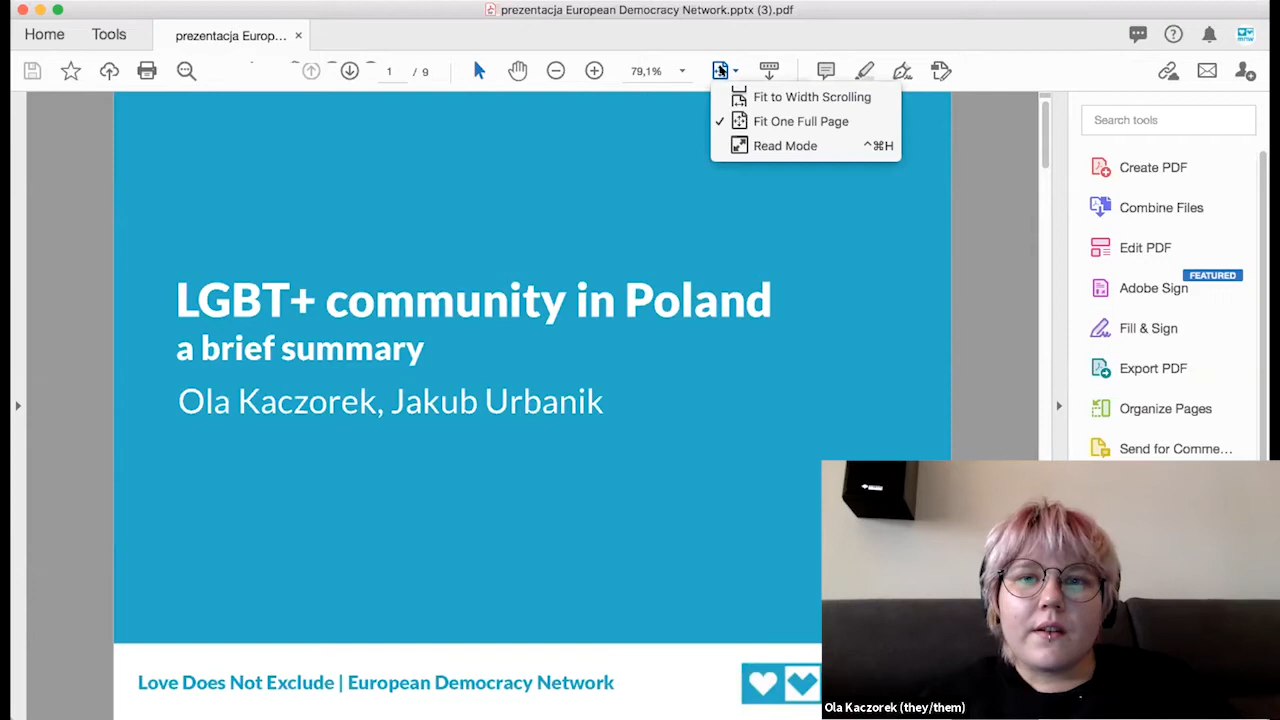 prezentacja European Democracy Network.pptx (3).pdf
Home
Tools
prezentacja Europ...
1 / 9
79,1%
Fit to Width Scrolling
Fit One Full Page
Read Mode ^⌘H
Search tools
Create PDF
Combine Files
Edit PDF
FEATURED
Adobe Sign
Fill & Sign
Export PDF
Organize Pages
Send for Comme...
LGBT+ community in Poland
a brief summary
Ola Kaczorek, Jakub Urbanik
Love Does Not Exclude | European Democracy Network
Ola Kaczorek (they/them)